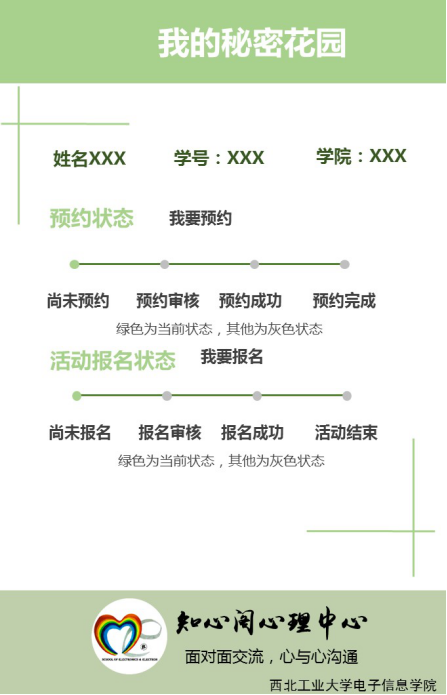 我的秘密花园
姓名XXX 学号：XXX 学院：XXX
预约状态 我要预约
尚未预约 预约审核 预约成功 预约完成
绿色为当前状态，其他为灰色状态
活动报名状态 我要报名
尚未报名 报名审核 报名成功 活动结束
绿色为当前状态，其他为灰色状态
知心阁心理中心
面对面交流，心与心沟通
SCHOOL OF ELECTRONICS & ELECTRON
西北工业大学电子信息学院